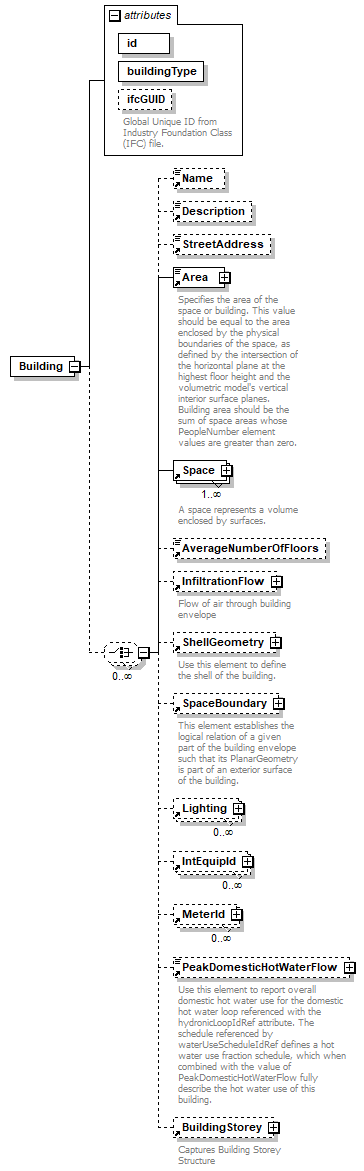 attributes
id
buildingType
ifcGUID
Global Unique ID from
Industry Foundation Class
(IFC) file.
Name
Description
StreetAddress
Area
Specifies the area of the
space or building. This value
should be equal to the area
enclosed by the physical
boundaries of the space, as
defined by the intersection of
the horizontal plane at the
highest floor height and the
volumetric model's vertical
interior surface planes.
Building area should be the
sum of space areas whose
PeopleNumber element
values are greater than zero.
Building
Space
1..∞
A space represents a volume
enclosed by surfaces.
AverageNumberOfFloors
InfiltrationFlow
Flow of air through building
envelope
ShellGeometry
Use this element to define
the shell of the building.
0..∞
SpaceBoundary
This element establishes the
logical relation of a given
part of the building envelope
such that its PlanarGeometry
is part of an exterior surface
of the building.
Lighting
0..∞
IntEquipId
0..∞
MeterId
0..∞
PeakDomesticHotWaterFlow
Use this element to report overall
domestic hot water use for the domestic
hot water loop referenced with the
hydronicLoopIdRef attribute. The
schedule referenced by
waterUseScheduleIdRef defines a hot
water use fraction schedule, which when
combined with the value of
PeakDomesticHotWaterFlow fully
describe the hot water use of this
building.
BuildingStorey
Captures Building Storey
Structure